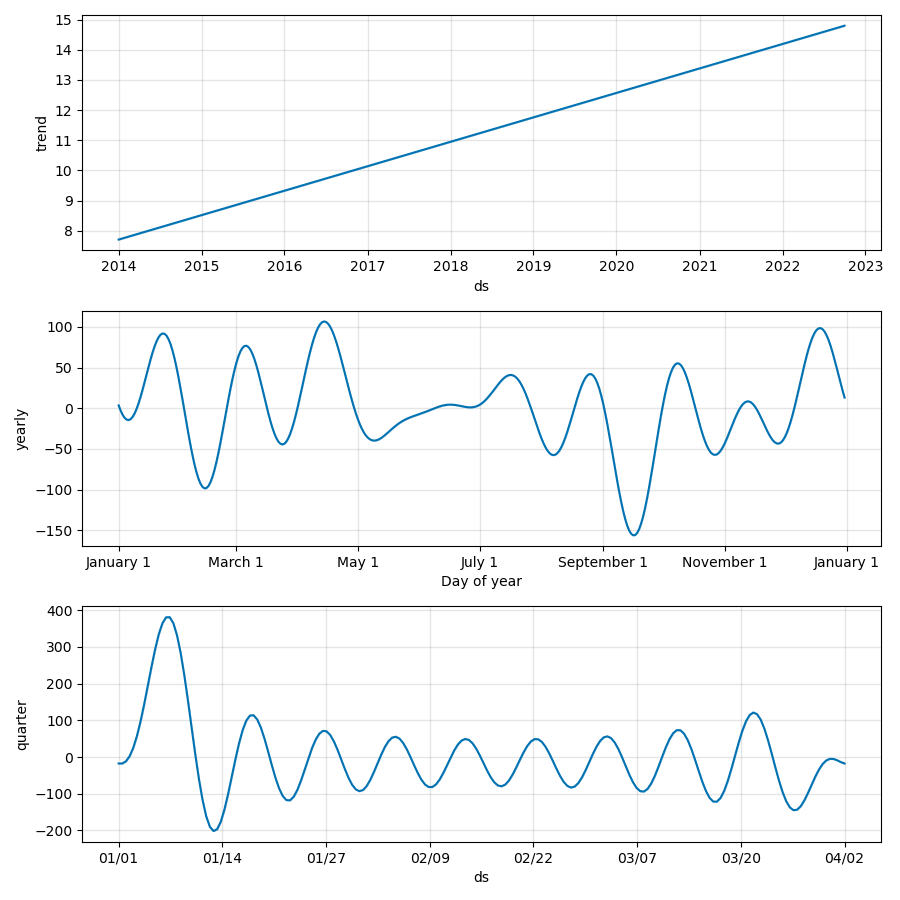 15
14
13
12
11
10
9
8
trend
2014 2015 2016 2017 2018 2019 2020 2021 2022 2023
ds
100
50
0
−50
−100
−150
yearly
January 1 March 1 May 1 July 1 September 1 November 1 January 1
Day of year
400
300
200
100
0
−100
−200
quarter
01/01 01/14 01/27 02/09 02/22 03/07 03/20 04/02
ds